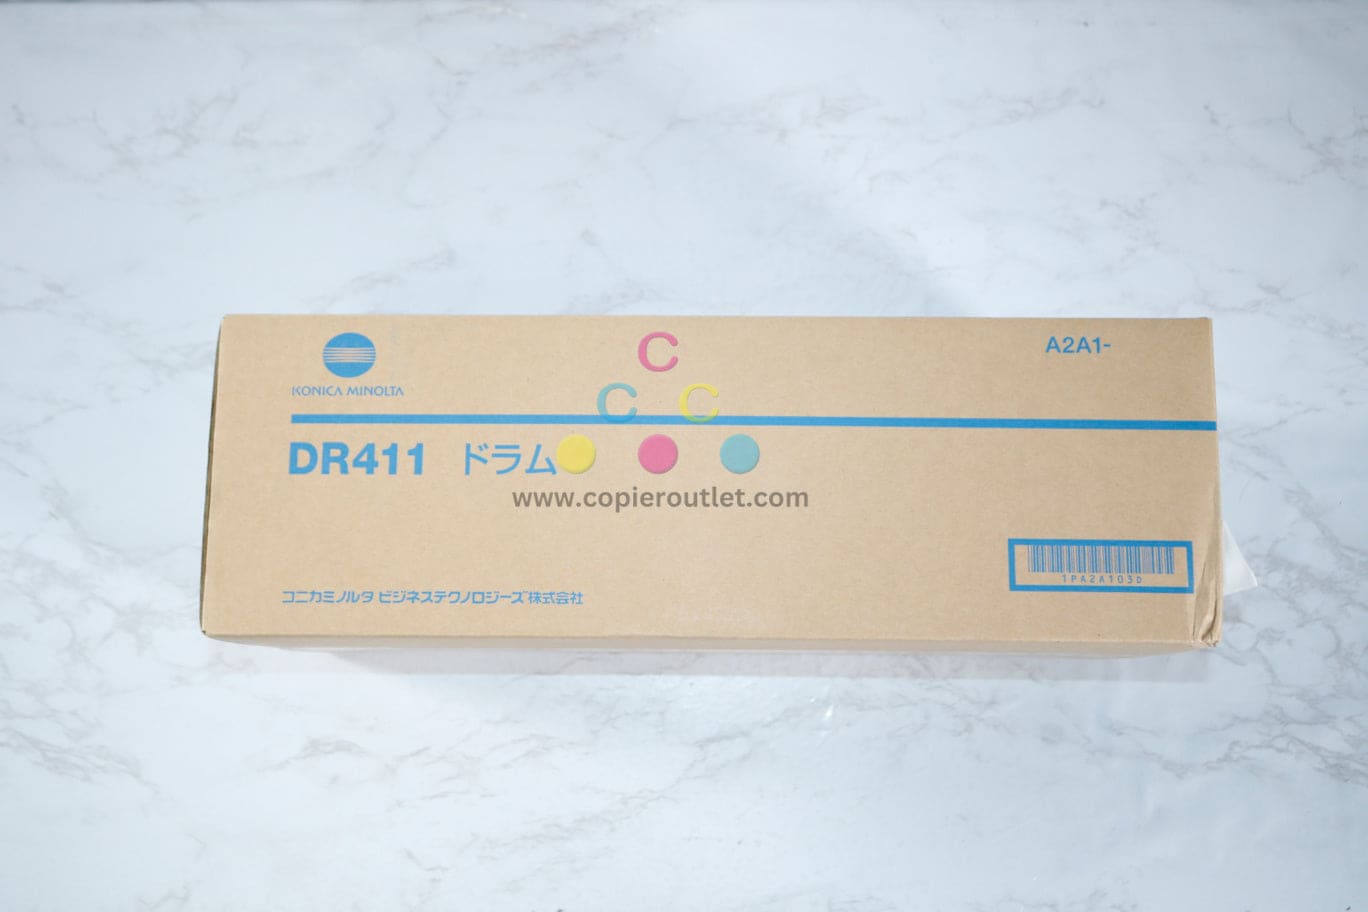 KONICA MINOLTA
A2A1-
C
C C
DR411 ドラム
www.copieroutlet.com
1PA2A103D
コニカミノルタ ビジネステクノロジーズ株式会社